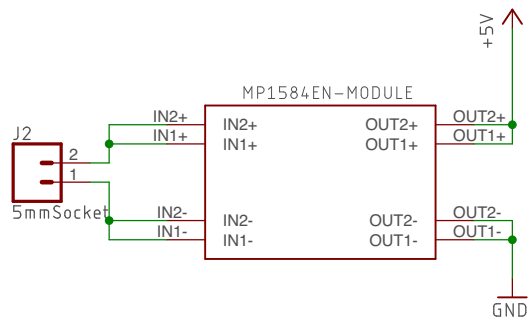 +5V
MP1584EN-MODULE
IN2+ IN2+ OUT2+ OUT2+
IN1+ IN1+ OUT1+ OUT1+
J2
2
1
5mmSocket
IN2- IN2- OUT2- OUT2-
IN1- IN1- OUT1- OUT1-
GND